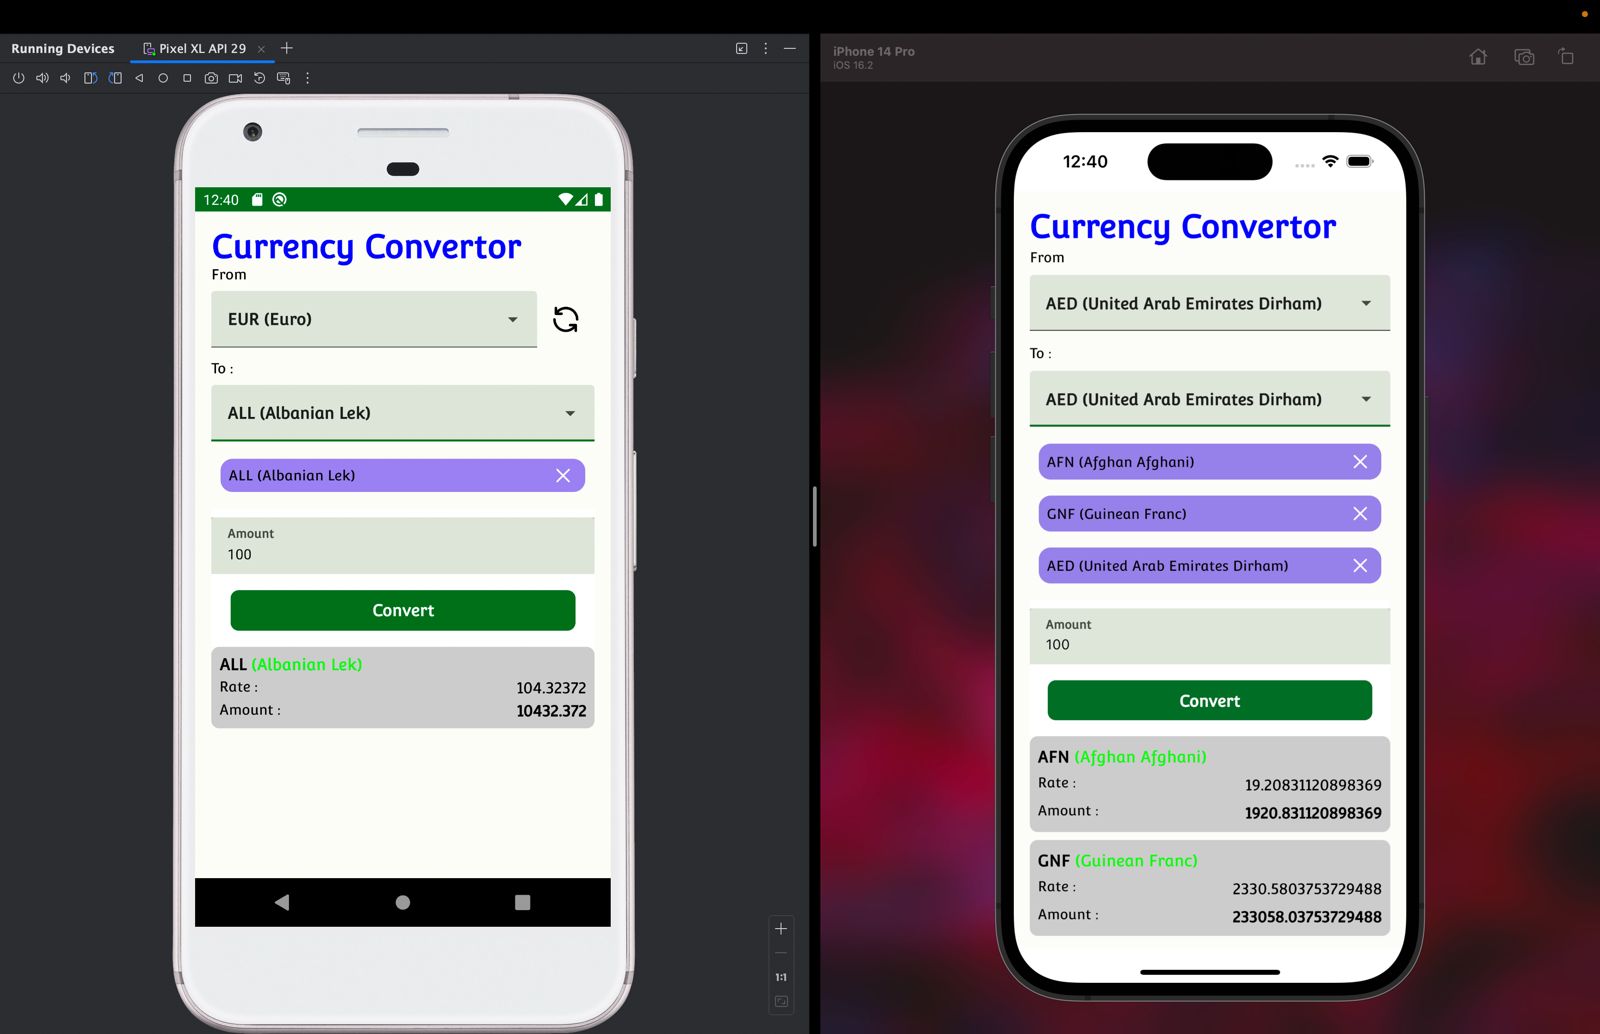 Running Devices
Pixel XL API 29
12:40
Currency Convertor
From
EUR (Euro)
To :
ALL (Albanian Lek)
ALL (Albanian Lek)
Amount
100
Convert
ALL (Albanian Lek)
Rate : 104.32372
Amount : 10432.372
1:1
iPhone 14 Pro
iOS 16.2
12:40
Currency Convertor
From
AED (United Arab Emirates Dirham)
To :
AED (United Arab Emirates Dirham)
AFN (Afghan Afghani)
GNF (Guinean Franc)
AED (United Arab Emirates Dirham)
Amount
100
Convert
AFN (Afghan Afghani)
Rate : 19.20831120898369
Amount : 1920.831120898369
GNF (Guinean Franc)
Rate : 2330.5803753729488
Amount : 233058.03753729488